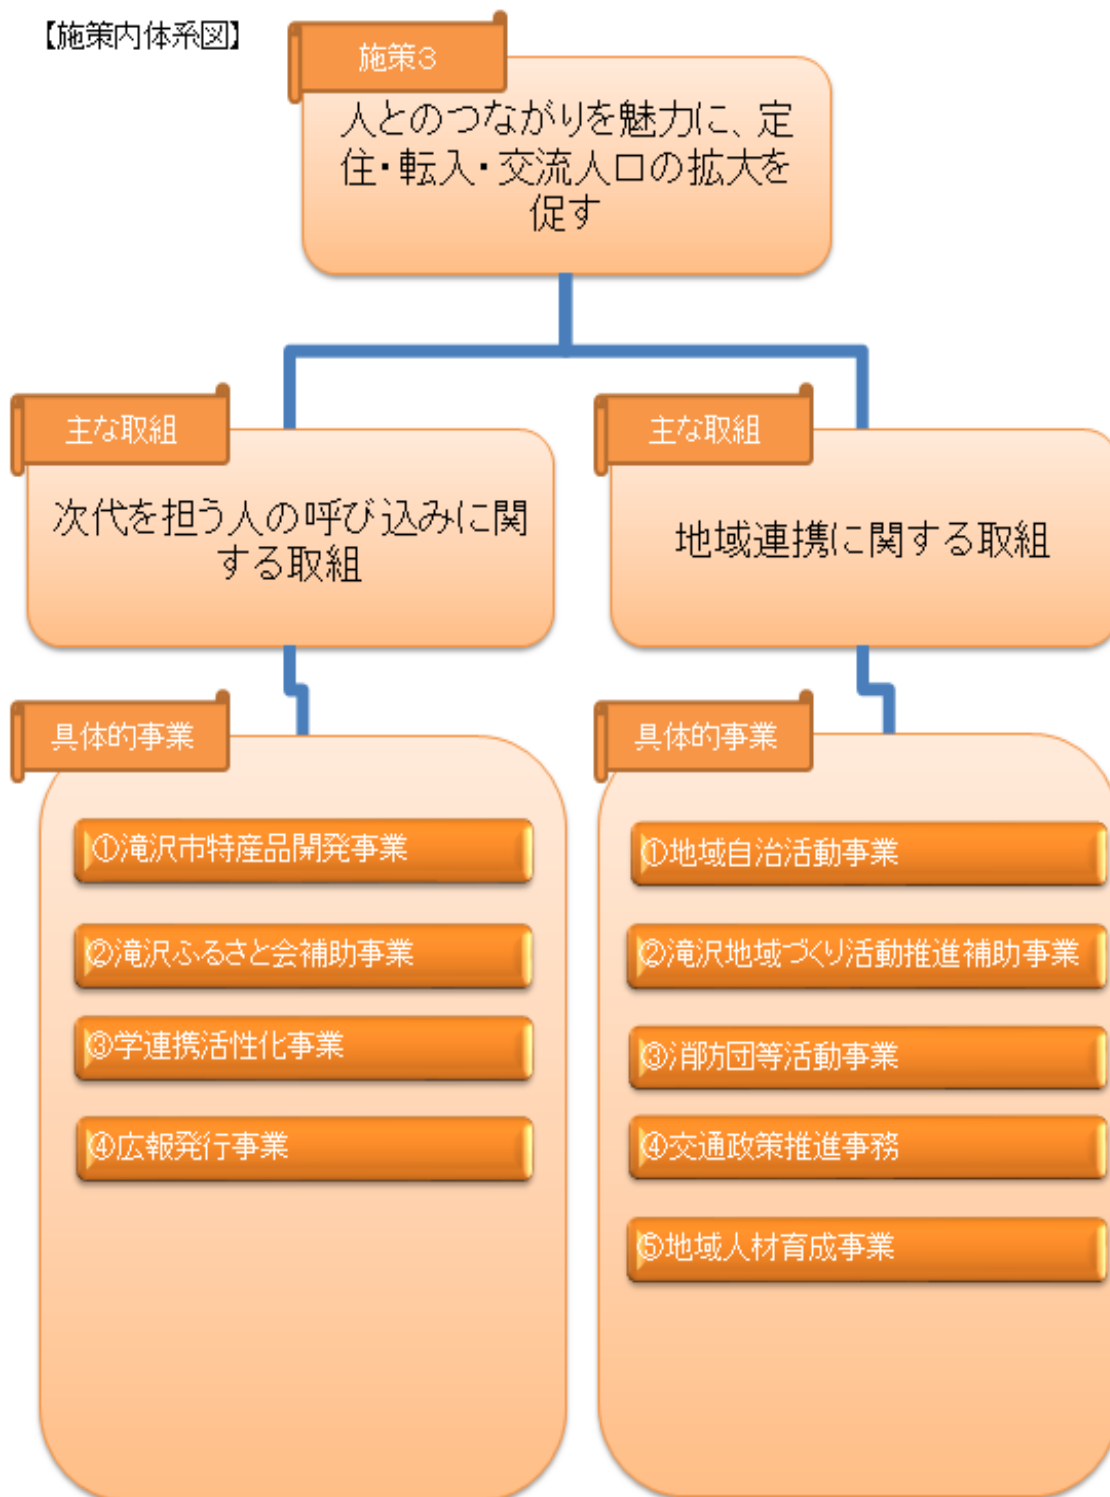 【施策内体系図】
施策３
人とのつながりを魅力に、定
住・転入・交流人口の拡大を
促す
主な取組
次代を担う人の呼び込みに関
する取組
主な取組
地域連携に関する取組
具体的事業
①滝沢市特産品開発事業
②滝沢ふるさと会補助事業
③学連携活性化事業
④広報発行事業
具体的事業
①地域自治活動事業
②滝沢地域づくり活動推進補助事業
③消防団等活動事業
④交通政策推進事務
⑤地域人材育成事業